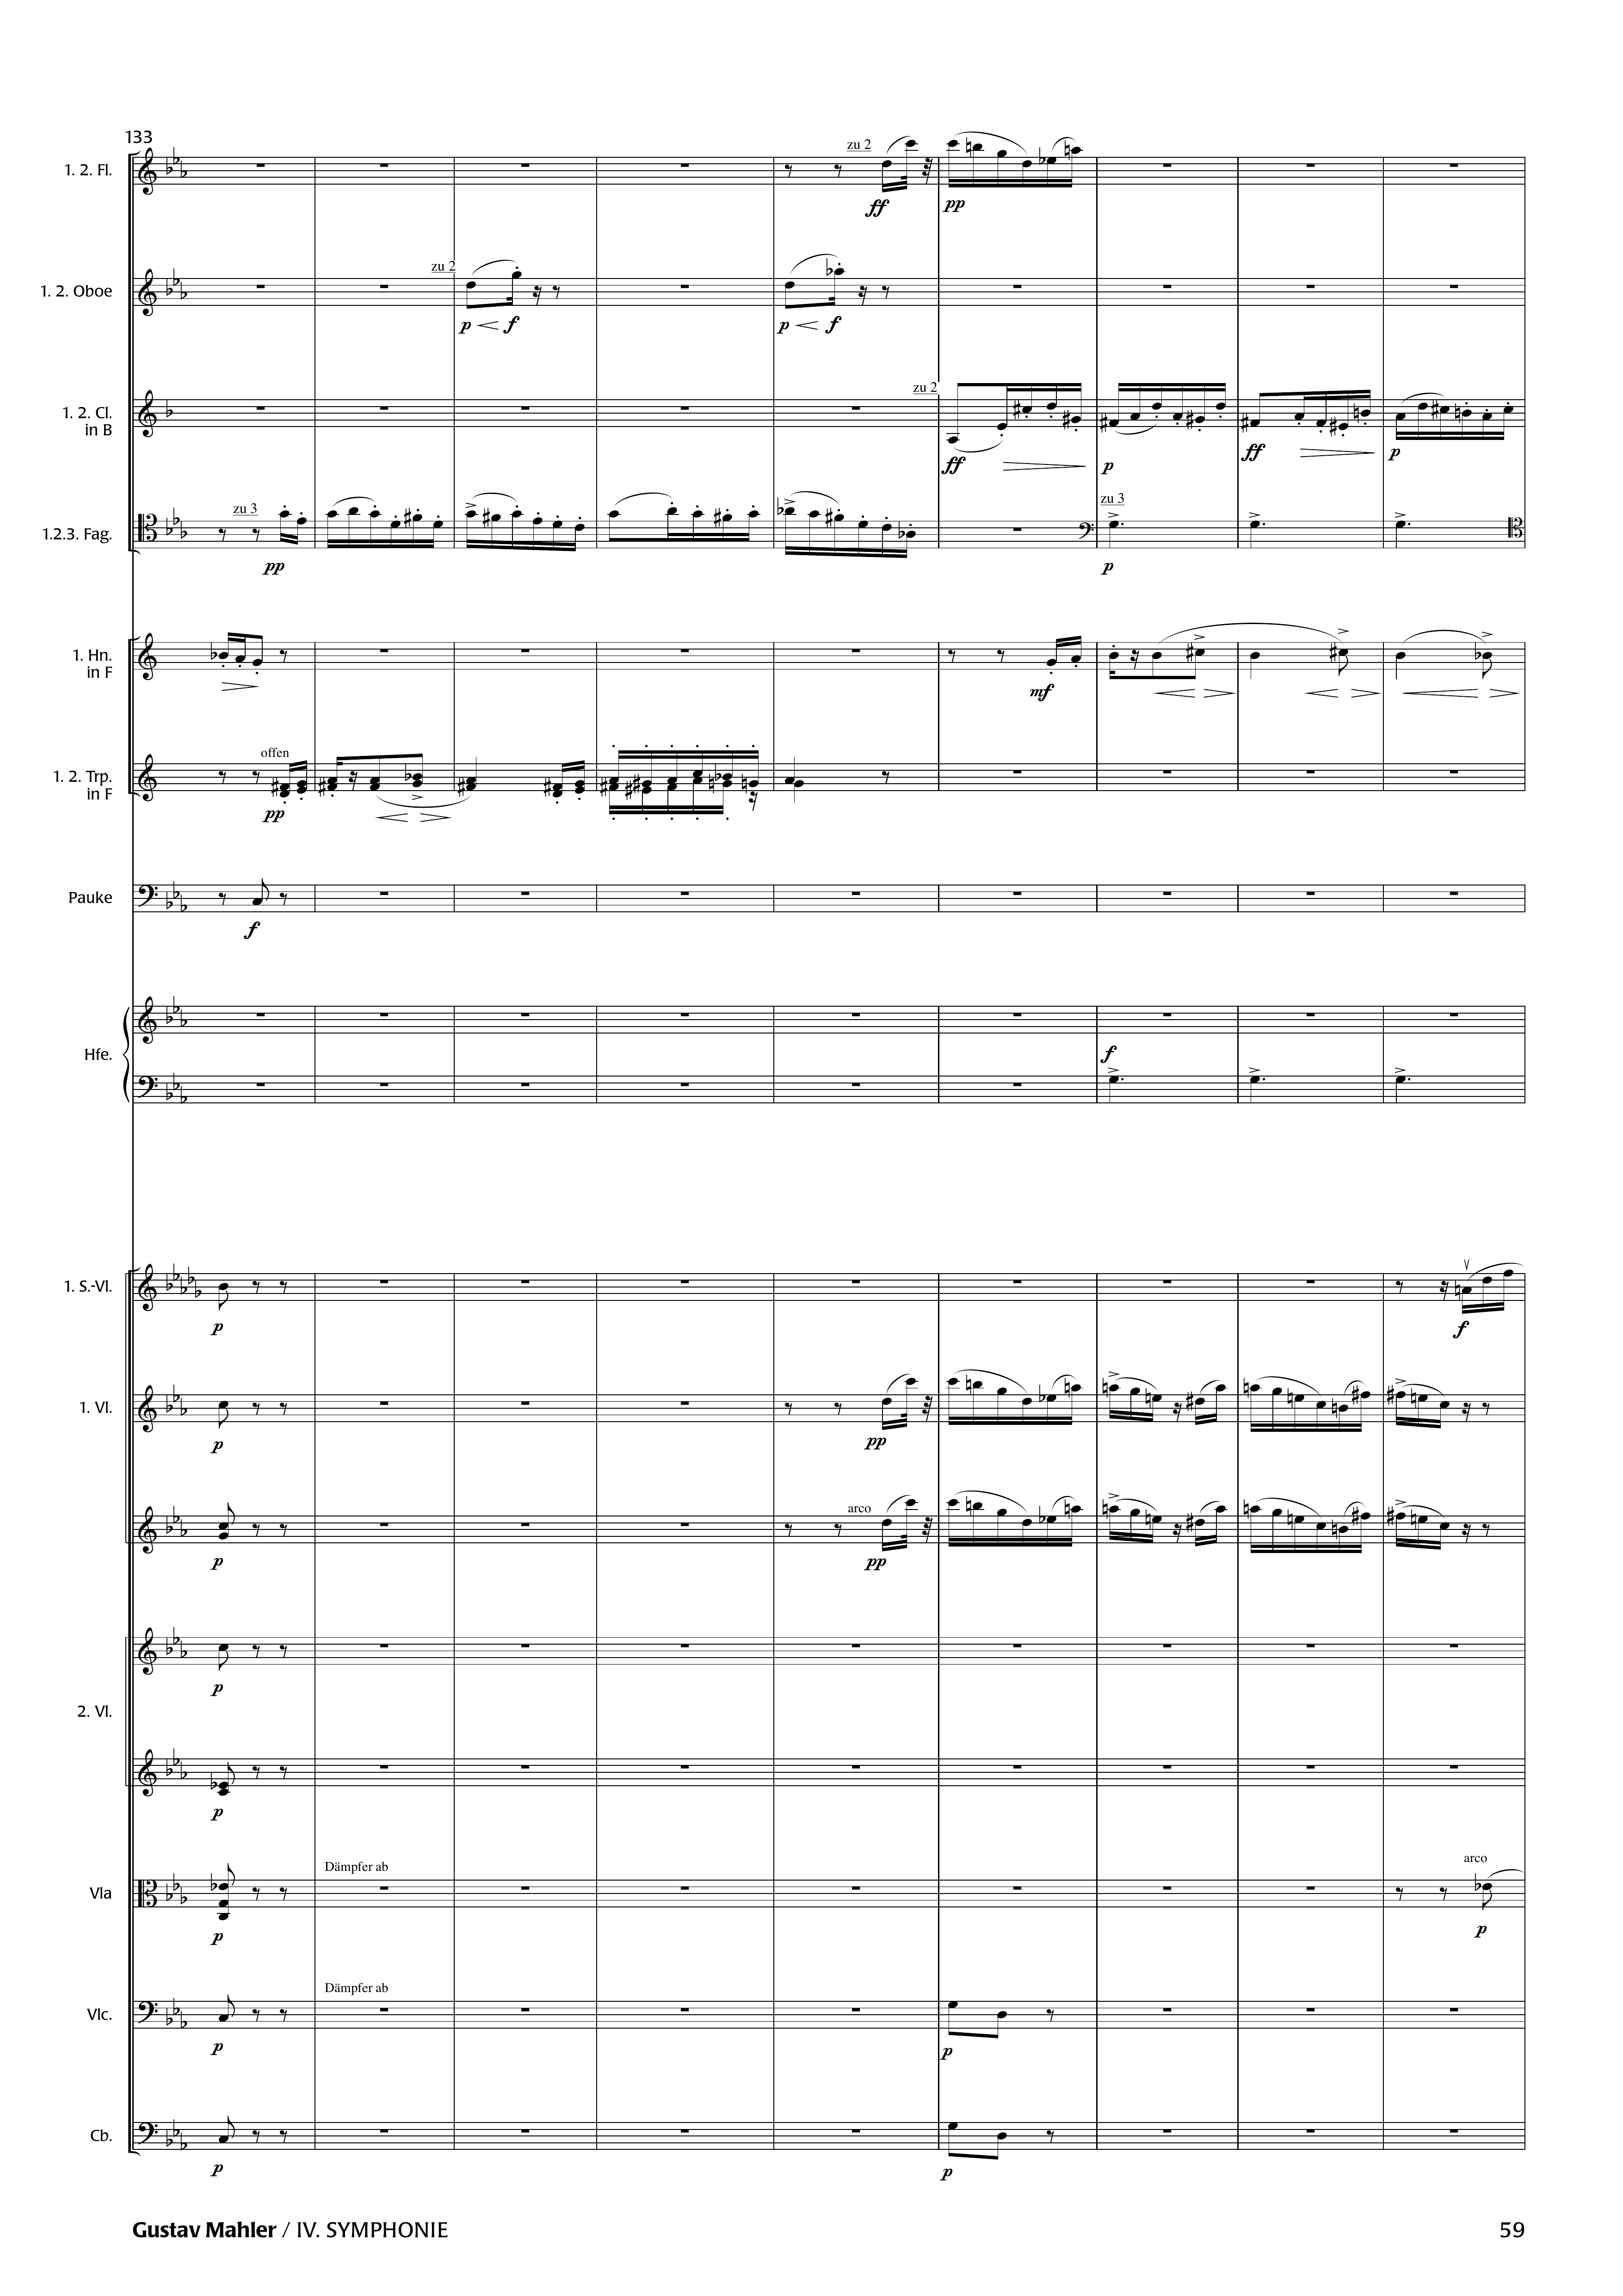 133
1. 2. Fl.
zu 2
ff
pp
1. 2. Oboe
zu 2
p
f
p
f
1. 2. Cl.
in B
zu 2
ff
p
ff
p
1.2.3. Fag.
zu 3
pp
zu 3
p
1. Hn.
in F
mf
1. 2. Trp.
in F
offen
pp
Pauke
f
Hfe.
f
1. S.-Vl.
p
f
1. Vl.
p
pp
arco
p
pp
p
2. Vl.
p
Vla
Dämpfer ab
arco
p
p
Vlc.
Dämpfer ab
p
p
Cb.
p
p
Gustav Mahler / IV. SYMPHONIE
59